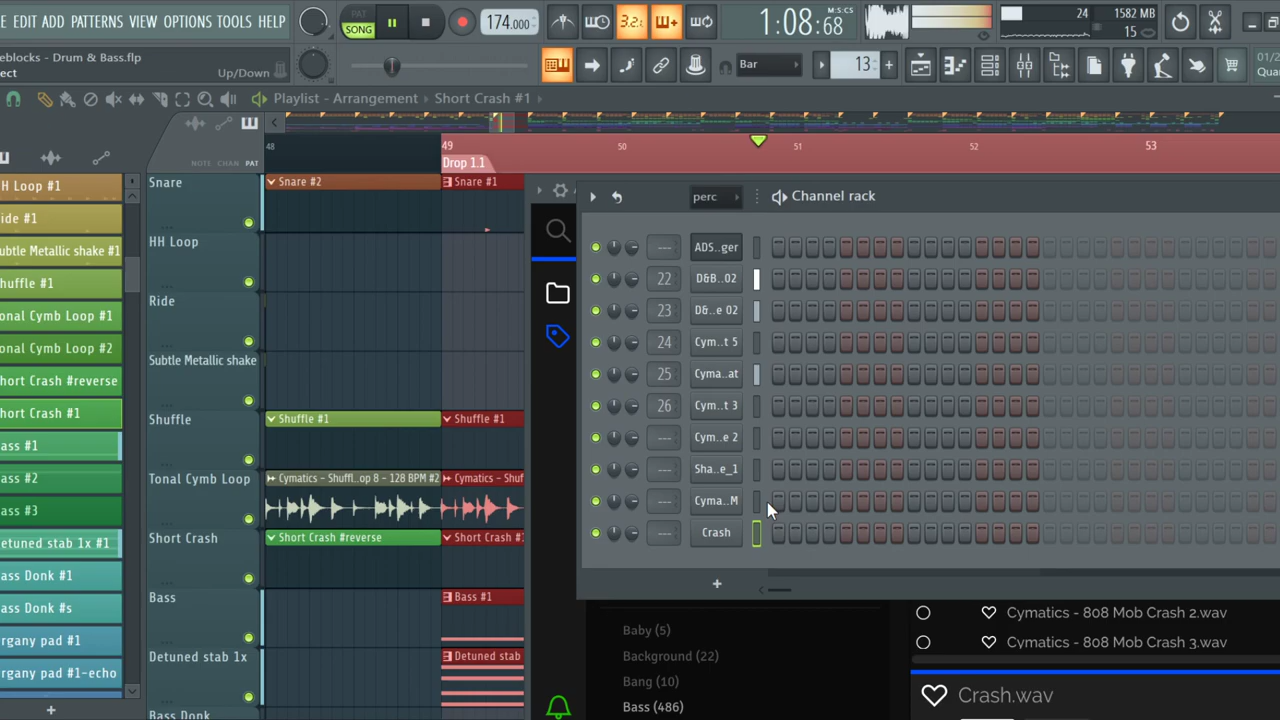 E EDIT ADD PATTERNS VIEW OPTIONS TOOLS HELP
PAT
SONG
174.000
3.2.
1:08:68
M:S:CS
24
1582 MB
15
eblocks - Drum & Bass.flp
ect
Up/Down
Bar
13
01/2
Qua
Playlist - Arrangement
Short Crash #1
NOTE CHAN PAT
48
49
50
51
52
53
Drop 1.1
H Loop #1
ide #1
ubtle Metallic shake #1
huffle #1
onal Cymb Loop #1
onal Cymb Loop #2
hort Crash #reverse
hort Crash #1
ass #1
ass #2
ass #3
etuned stab 1x #1
ass Donk #1
ass Donk #s
rgany pad #1
rgany pad #1-echo
Snare
HH Loop
Ride
Subtle Metallic shake
Shuffle
Tonal Cymb Loop
Short Crash
Bass
Detuned stab 1x
Bass Donk
Snare #2
Snare #1
Shuffle #1
Shuffle #1
Cymatics - Shuffl..op 8 - 128 BPM #2
Cymatics - Shuf
Short Crash #reverse
Short Crash #1
Bass #1
Detuned stab
perc
Channel rack
--- ADS..ger
22 D&B..02
23 D&..e 02
24 Cym..t 5
25 Cyma..at
26 Cym..t 3
--- Cym..e 2
--- Sha..e_1
--- Cyma..M
--- Crash
Baby (5)
Background (22)
Bang (10)
Bass (486)
Cymatics - 808 Mob Crash 2.wav
Cymatics - 808 Mob Crash 3.wav
Crash.wav